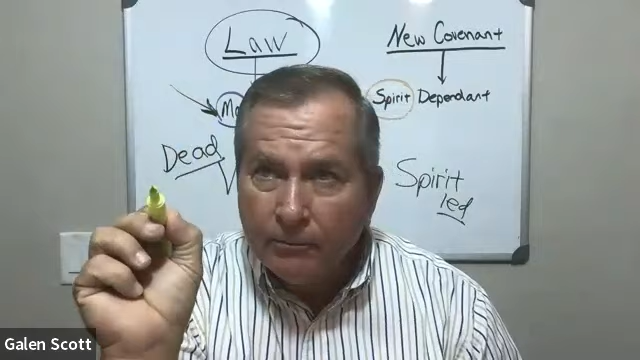 Law
New Covenant
Spirit Dependant
Dead
Spirit
led
Galen Scott